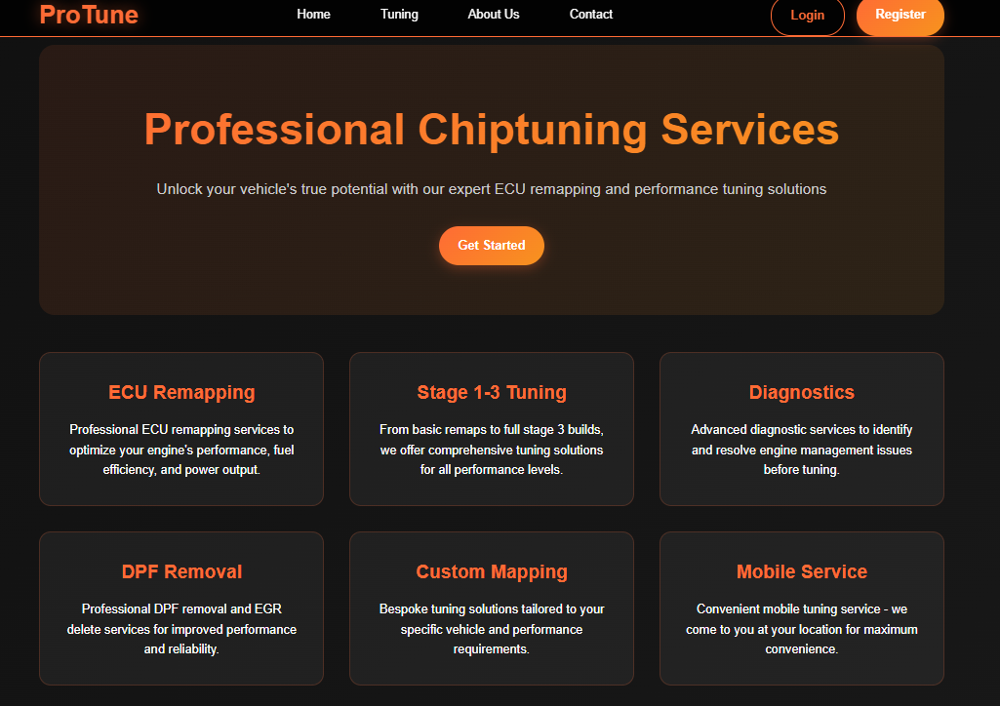 ProTune
Home
Tuning
About Us
Contact
Login
Register
Professional Chiptuning Services
Unlock your vehicle's true potential with our expert ECU remapping and performance tuning solutions
Get Started
ECU Remapping
Professional ECU remapping services to
optimize your engine's performance, fuel
efficiency, and power output.
Stage 1-3 Tuning
From basic remaps to full stage 3 builds,
we offer comprehensive tuning solutions
for all performance levels.
Diagnostics
Advanced diagnostic services to identify
and resolve engine management issues
before tuning.
DPF Removal
Professional DPF removal and EGR
delete services for improved performance
and reliability.
Custom Mapping
Bespoke tuning solutions tailored to your
specific vehicle and performance
requirements.
Mobile Service
Convenient mobile tuning service - we
come to you at your location for maximum
convenience.